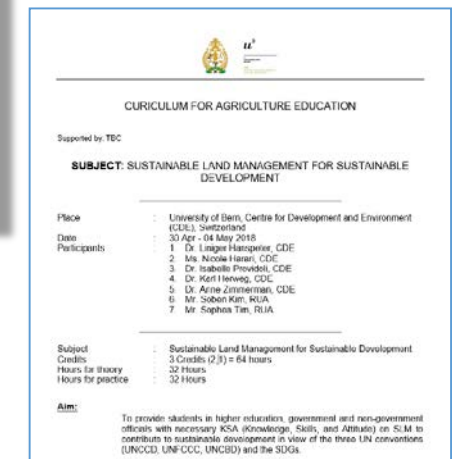 u^b
CURICULUM FOR AGRICULTURE EDUCATION
Supported by: TBC
SUBJECT: SUSTAINABLE LAND MANAGEMENT FOR SUSTAINABLE
DEVELOPMENT
Place : University of Bern, Centre for Development and Environment
(CDE), Switzerland
Date : 30 Apr - 04 May 2018
Participants : 1. Dr. Liniger Hanspeter, CDE
2. Ms. Nicole Harari, CDE
3. Dr. Isabelle Providoli, CDE
4. Dr. Karl Herweg, CDE
5. Dr. Anne Zimmerman, CDE
6. Mr. Soben Kim, RUA
7. Mr. Sophea Tim, RUA
Subject : Sustainable Land Management for Sustainable Development
Credits : 3 Credits (2,1) = 64 hours
Hours for theory : 32 Hours
Hours for practice : 32 Hours
Aim:
To provide students in higher education, government and non-government
officials with necessary KSA (Knowledge, Skills, and Attitude) on SLM to
contribute to sustainable development in view of the three UN conventions
(UNCCD, UNFCCC, UNCBD) and the SDGs.